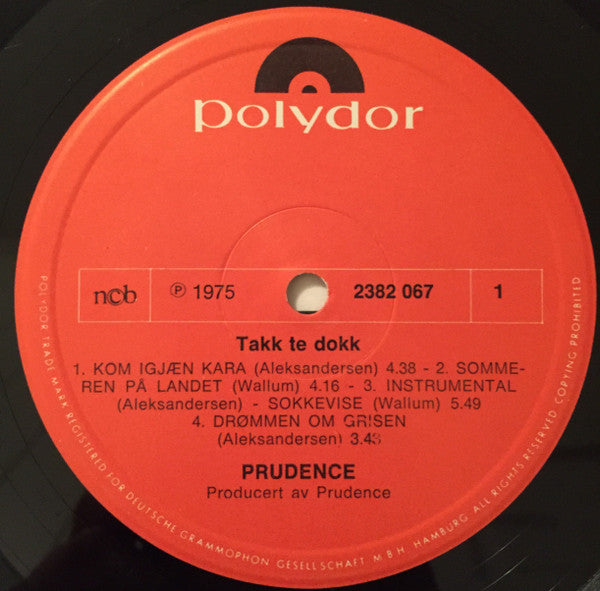 polydor
ncb ℗ 1975 2382 067 1
Takk te dokk
1. KOM IGJÆN KARA (Aleksandersen) 4.38 - 2. SOMME-
REN PÅ LANDET (Wallum) 4.16 - 3. INSTRUMENTAL
(Aleksandersen) - SOKKEVISE (Wallum) 5.49
4. DRØMMEN OM GRISEN
(Aleksandersen) 3.43
PRUDENCE
Producert av Prudence
POLYDOR TRADE MARK REGISTERED FOR DEUTSCHE GRAMMOPHON GESELLSCHAFT M B H. HAMBURG ALL RIGHTS RESERVED COPYING PROHIBITED